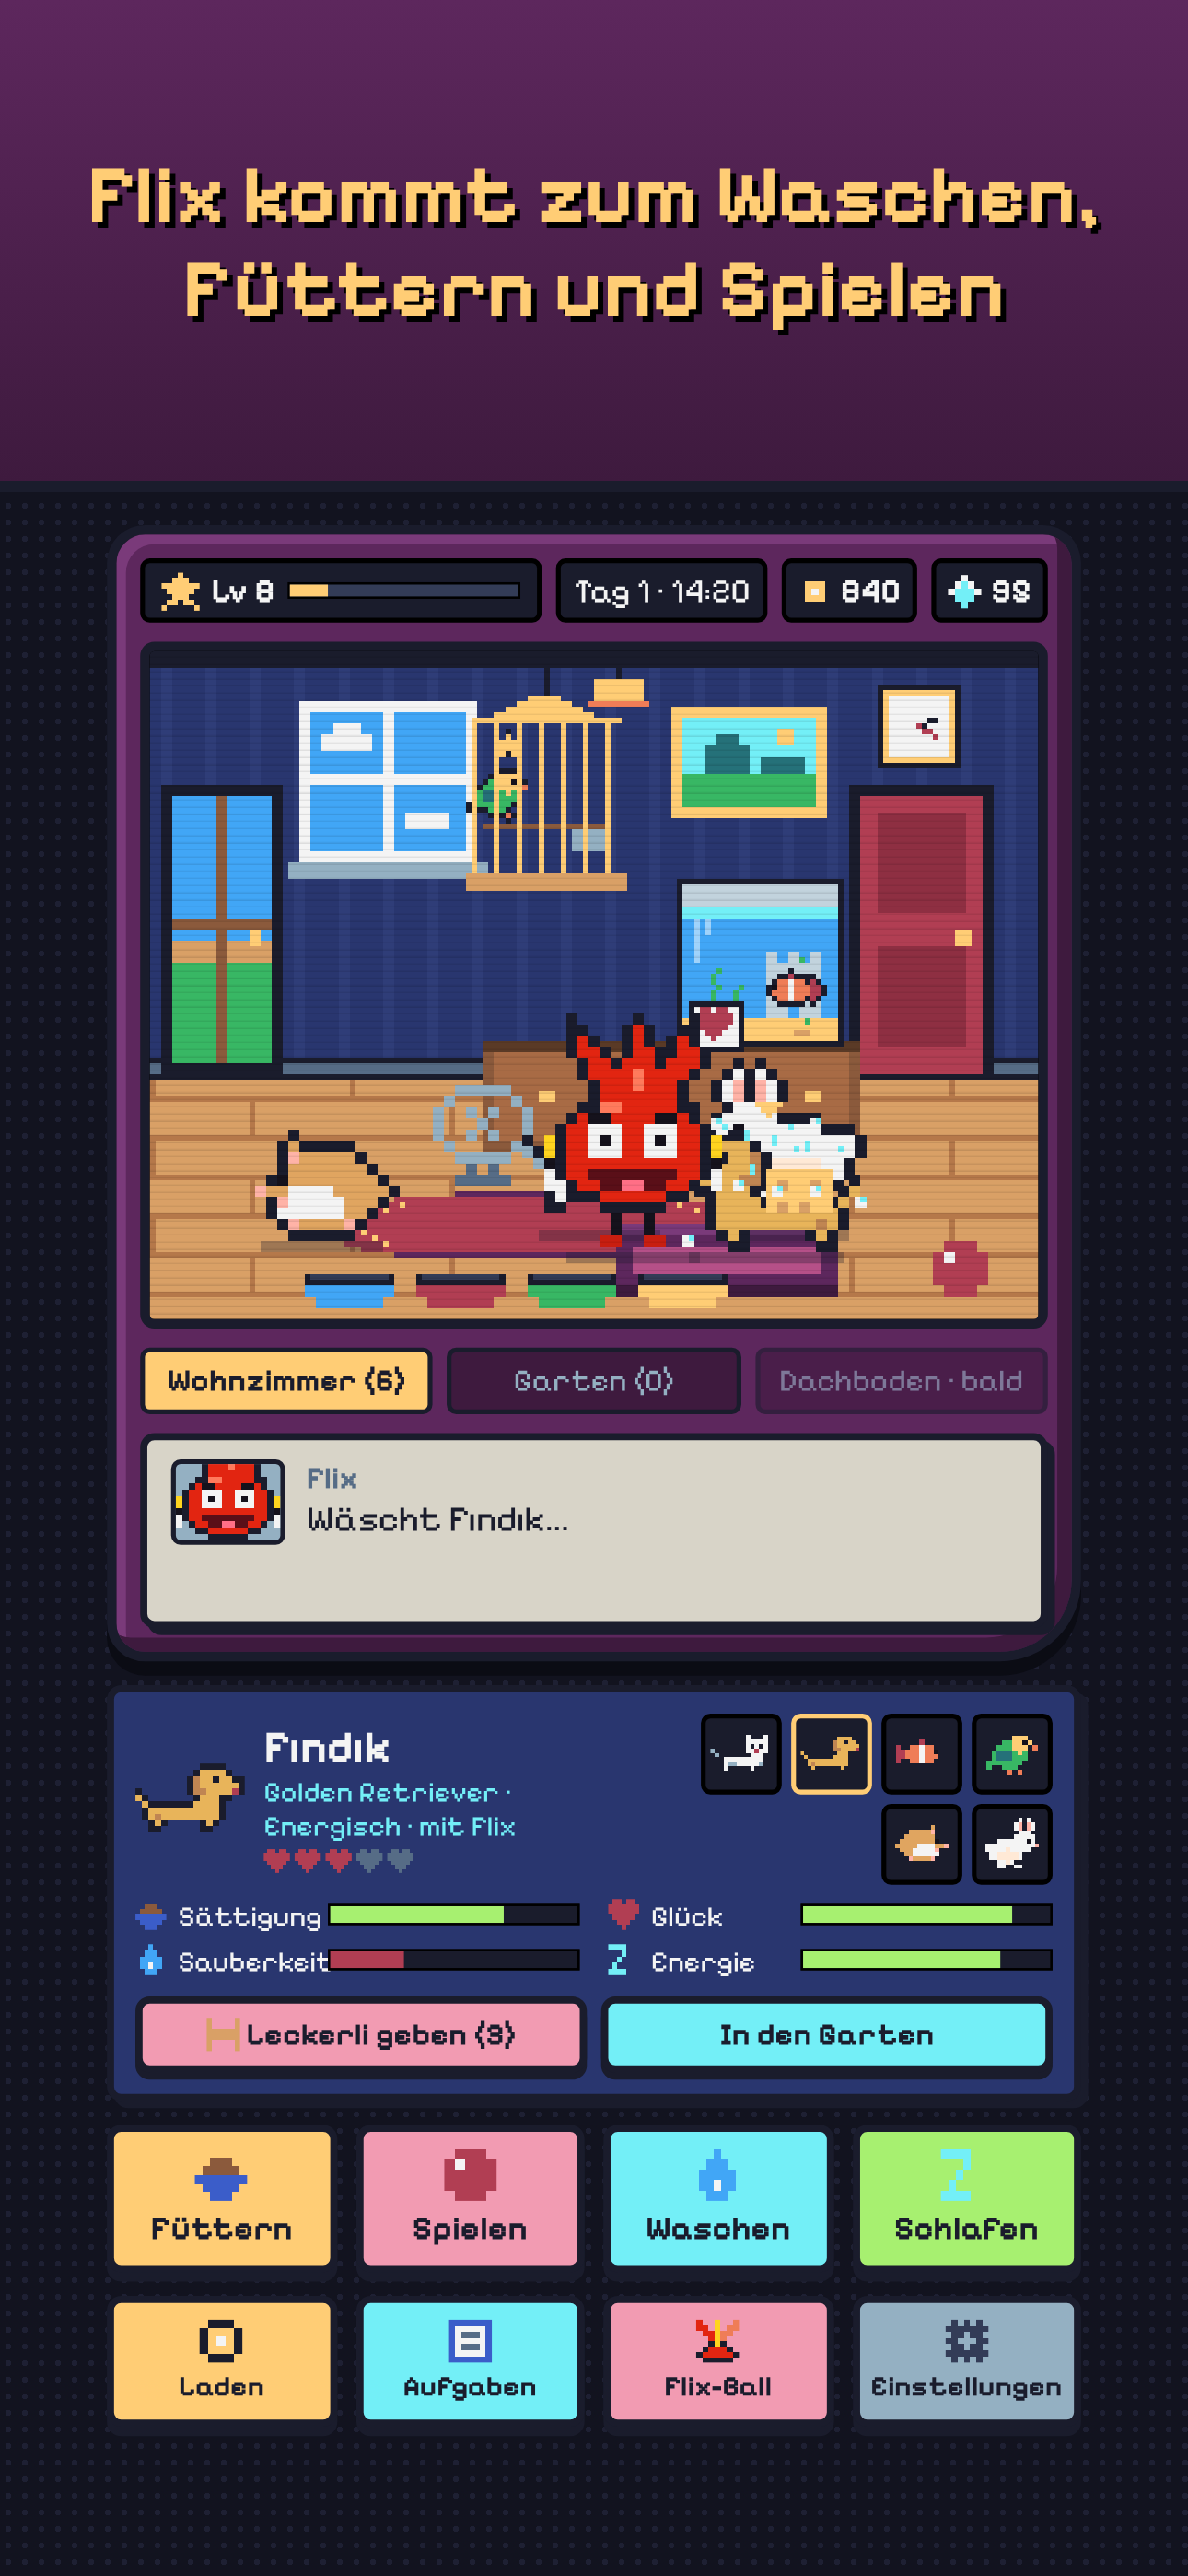 Flix kommt zum Waschen,
Füttern und Spielen
Lv 8
Tag 1 · 14:20
840
98
Wohnzimmer (6)
Garten (0)
Dachboden · bald
Flix
Wäscht Fındık...
Fındık
Golden Retriever ·
Energisch · mit Flix
Sättigung
Glück
Sauberkeit
Energie
Leckerli geben (3)
In den Garten
Füttern
Spielen
Waschen
Schlafen
Laden
Aufgaben
Flix-Ball
Einstellungen